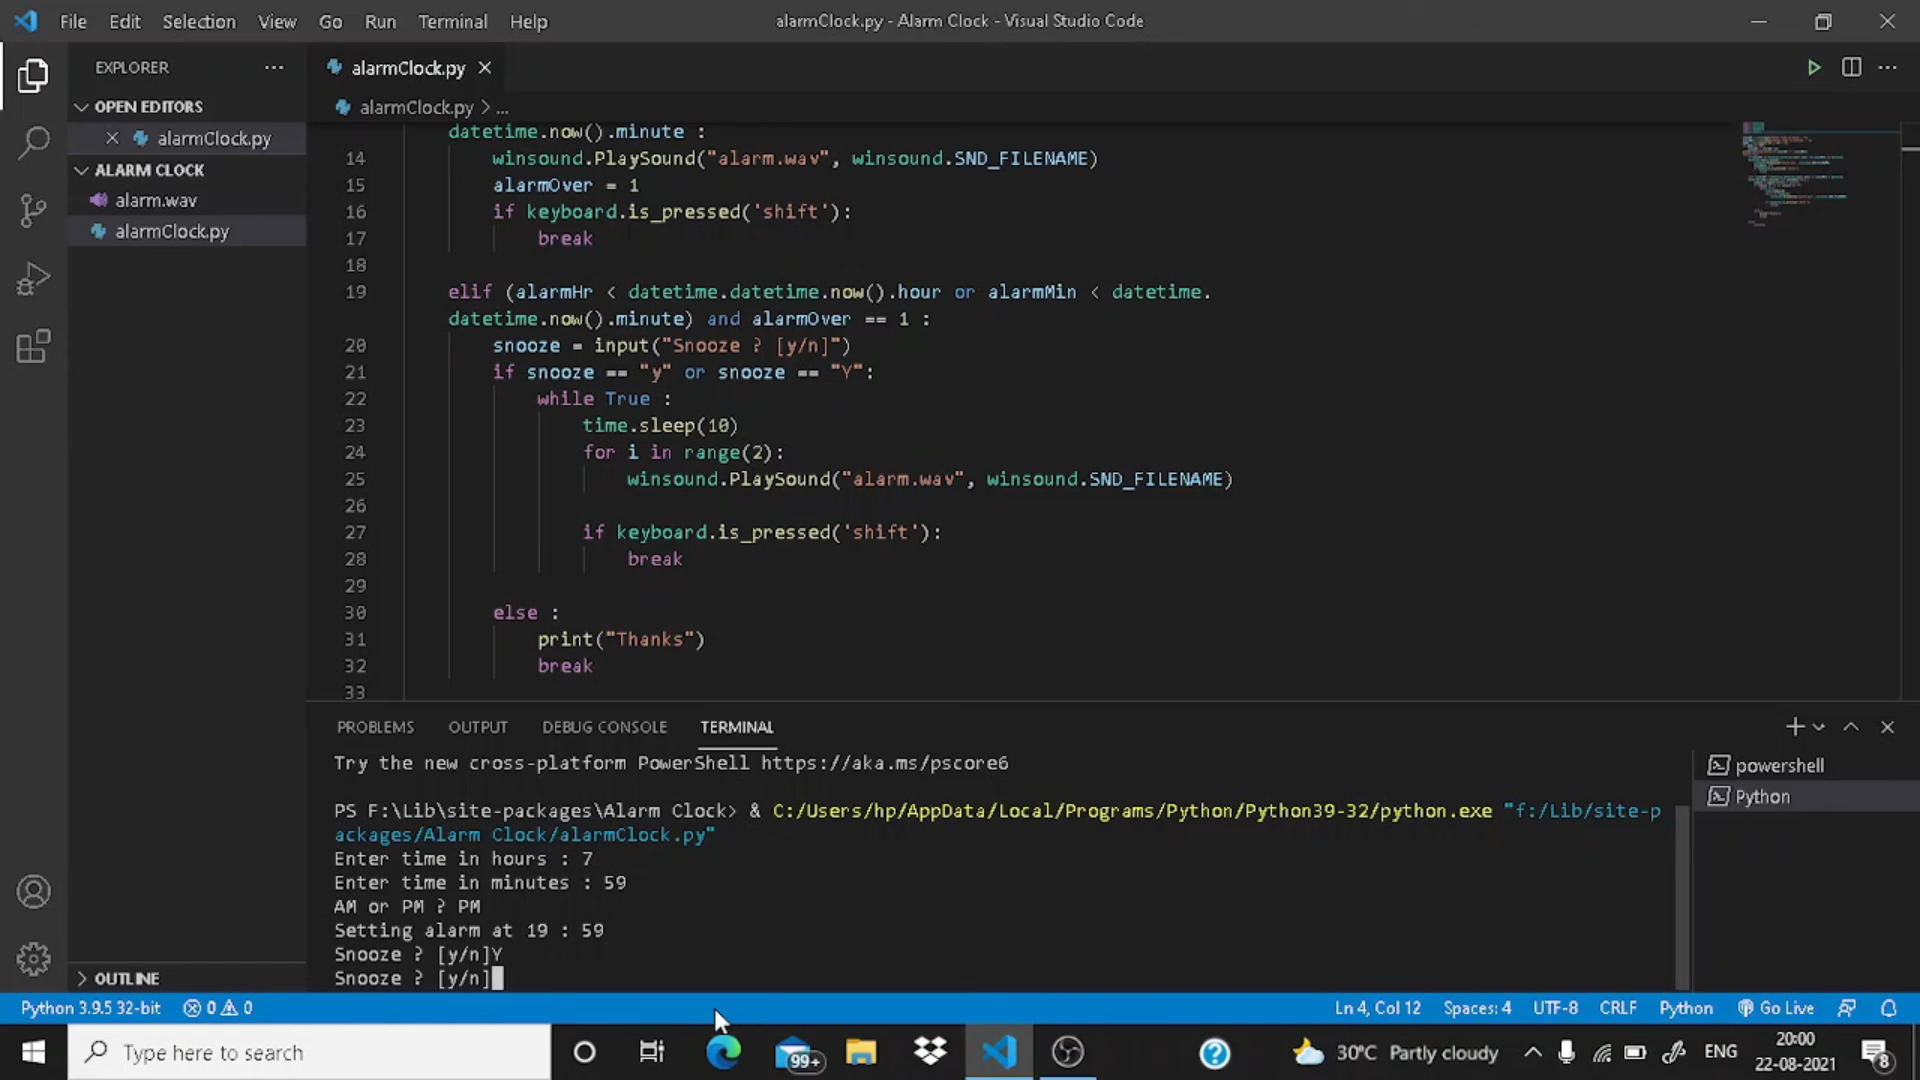 File Edit Selection View Go Run Terminal Help
alarmClock.py - Alarm Clock - Visual Studio Code
EXPLORER
OPEN EDITORS
alarmClock.py
ALARM CLOCK
alarm.wav
alarmClock.py
OUTLINE
alarmClock.py
alarmClock.py > ...
datetime.now().minute :
14 winsound.PlaySound("alarm.wav", winsound.SND_FILENAME)
15 alarmOver = 1
16 if keyboard.is_pressed('shift'):
17 break
18
19 elif (alarmHr < datetime.datetime.now().hour or alarmMin < datetime.
datetime.now().minute) and alarmOver == 1 :
20 snooze = input("Snooze ? [y/n]")
21 if snooze == "y" or snooze == "Y":
22 while True :
23 time.sleep(10)
24 for i in range(2):
25 winsound.PlaySound("alarm.wav", winsound.SND_FILENAME)
26
27 if keyboard.is_pressed('shift'):
28 break
29
30 else :
31 print("Thanks")
32 break
33
PROBLEMS OUTPUT DEBUG CONSOLE TERMINAL
Try the new cross-platform PowerShell https://aka.ms/pscore6
PS F:\Lib\site-packages\Alarm Clock> & C:/Users/hp/AppData/Local/Programs/Python/Python39-32/python.exe "f:/Lib/site-p
ackages/Alarm Clock/alarmClock.py"
Enter time in hours : 7
Enter time in minutes : 59
AM or PM ? PM
Setting alarm at 19 : 59
Snooze ? [y/n]Y
Snooze ? [y/n]
powershell
Python
Python 3.9.5 32-bit 0 0
Ln 4, Col 12 Spaces: 4 UTF-8 CRLF Python Go Live
Type here to search
99+
30°C Partly cloudy
ENG
20:00
22-08-2021
8